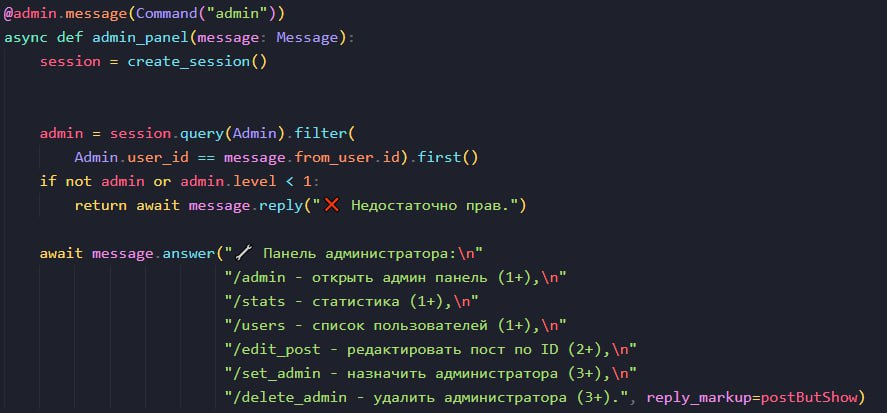 @admin.message(Command("admin"))
async def admin_panel(message: Message):
    session = create_session()


    admin = session.query(Admin).filter(
        Admin.user_id == message.from_user.id).first()
    if not admin or admin.level < 1:
        return await message.reply("❌ Недостаточно прав.")

    await message.answer("🔧 Панель администратора:\n"
                         "/admin - открыть админ панель (1+),\n"
                         "/stats - статистика (1+),\n"
                         "/users - список пользователей (1+),\n"
                         "/edit_post - редактировать пост по ID (2+),\n"
                         "/set_admin - назначить администратора (3+),\n"
                         "/delete_admin - удалить администратора (3+).", reply_markup=postButShow)